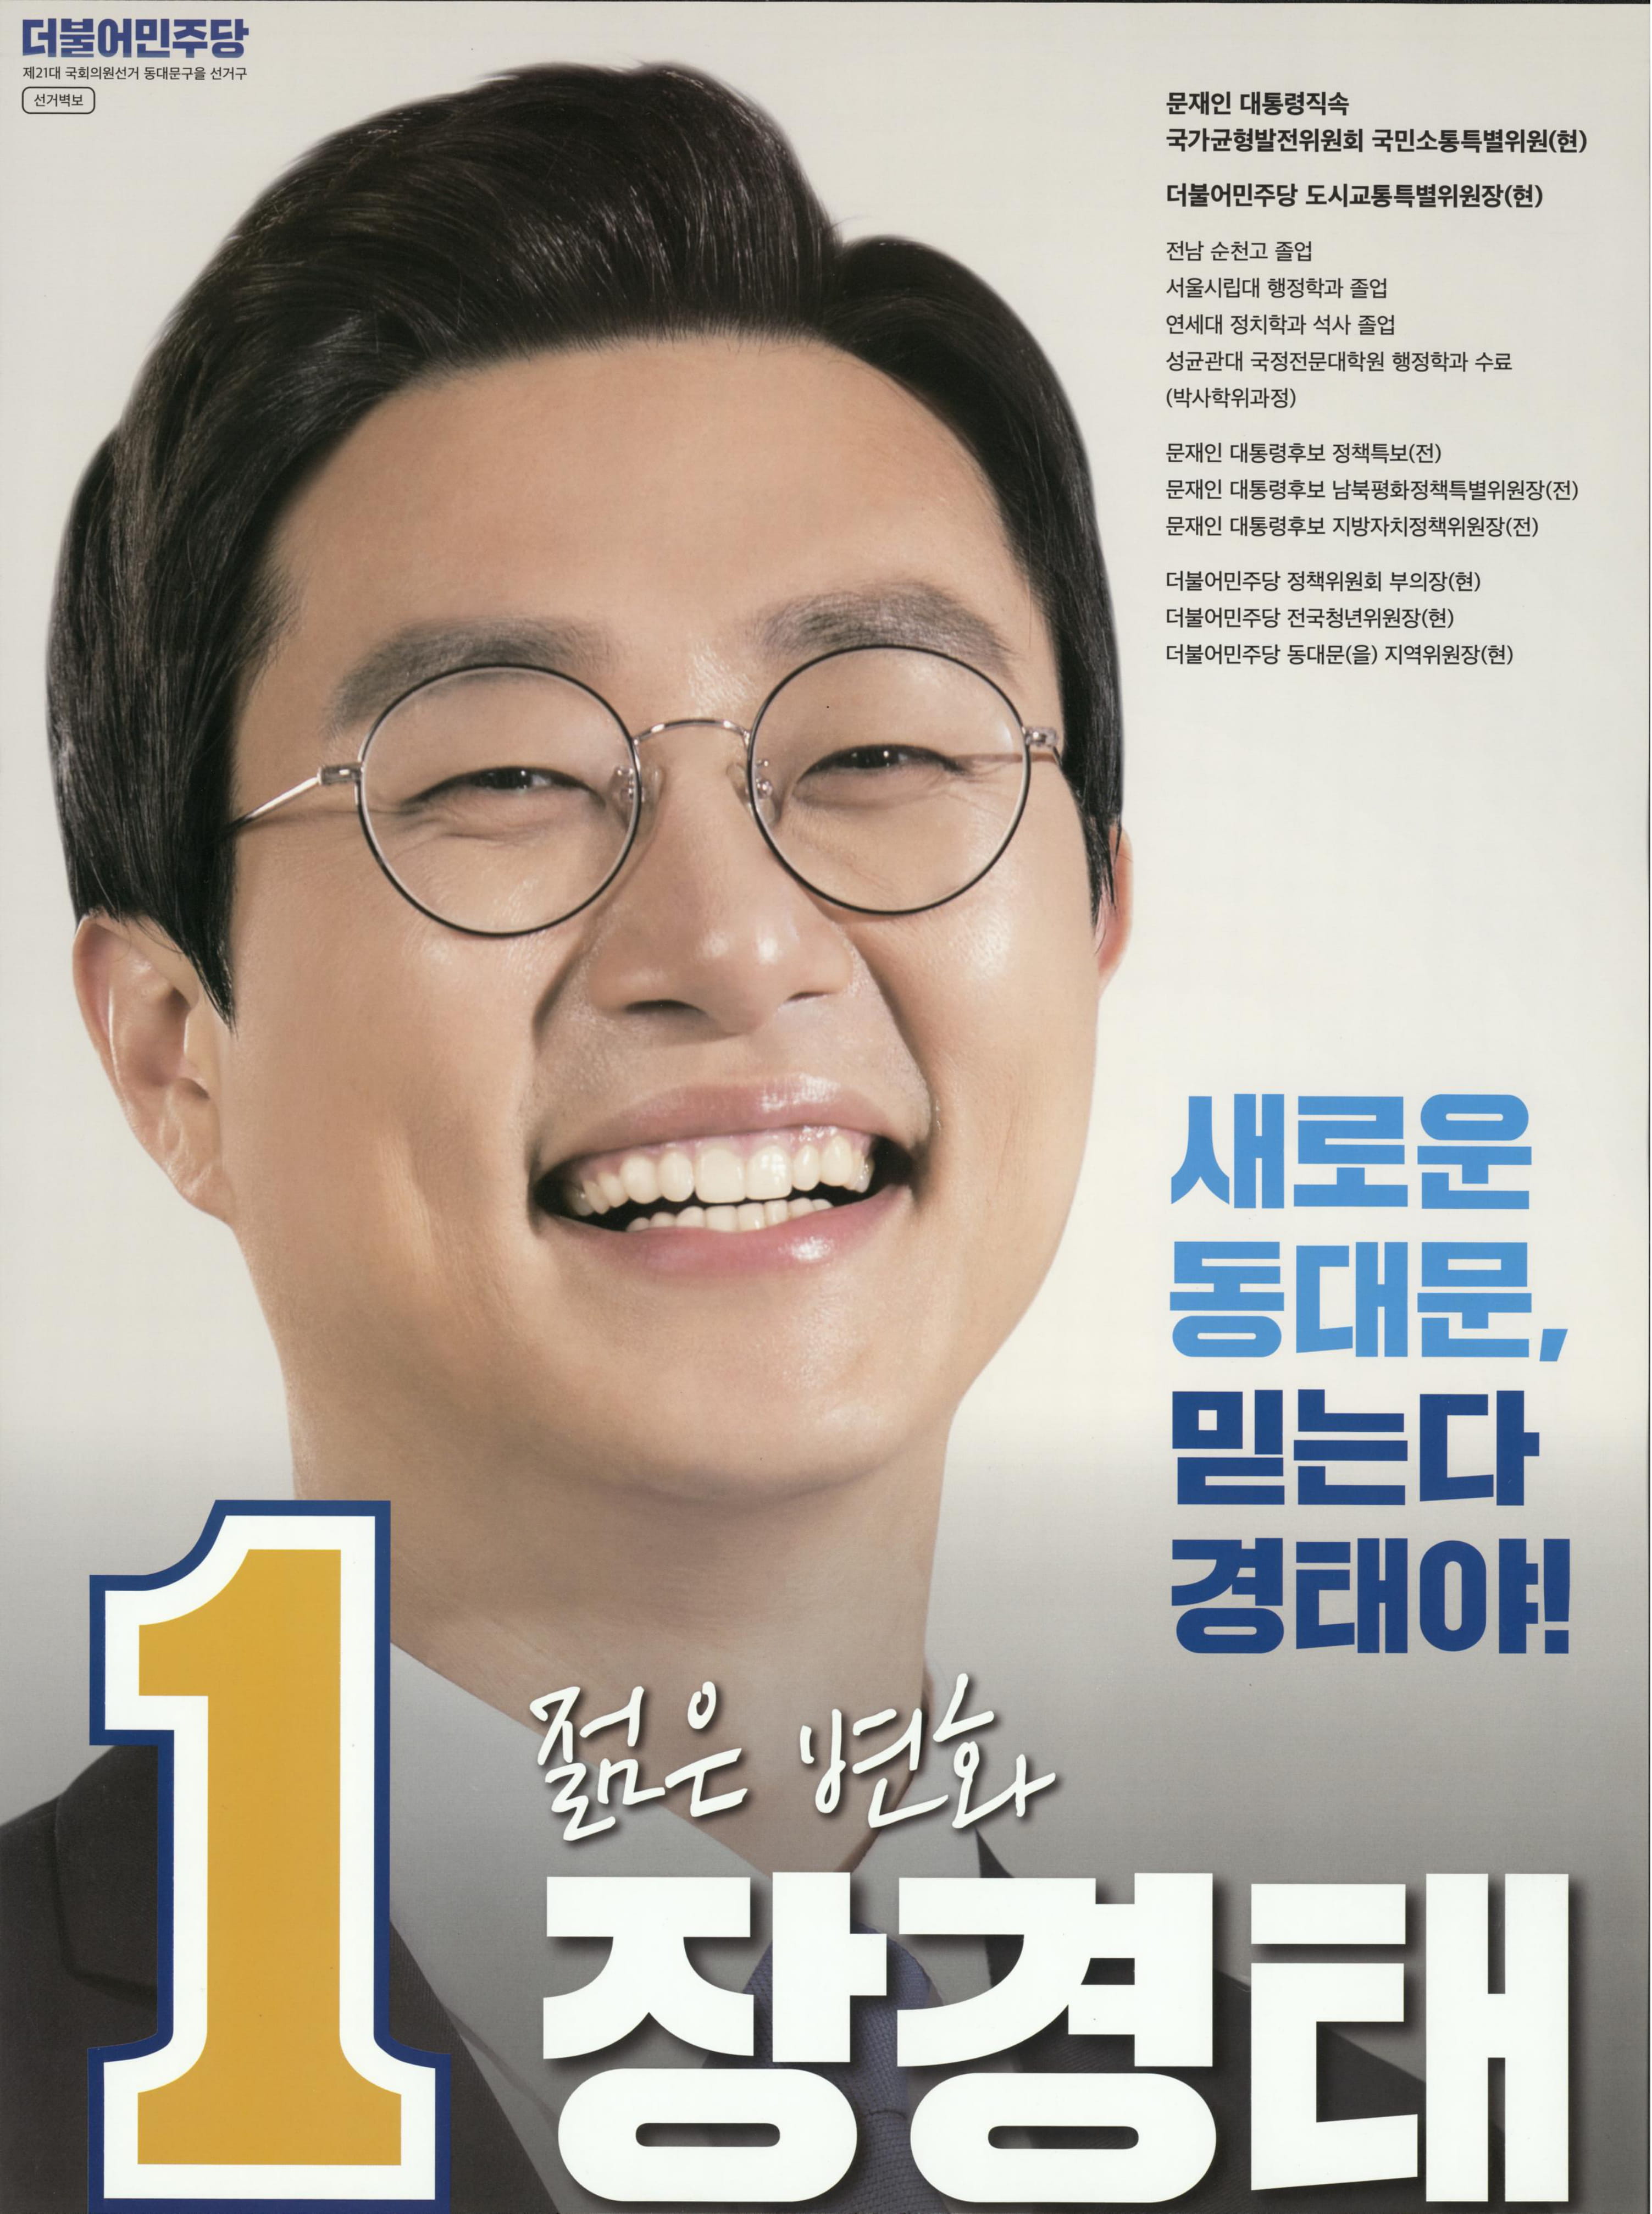 더불어민주당
제21대 국회의원선거 동대문구을 선거구
선거벽보
문재인 대통령직속
국가균형발전위원회 국민소통특별위원(현)
더불어민주당 도시교통특별위원장(현)
전남 순천고 졸업
서울시립대 행정학과 졸업
연세대 정치학과 석사 졸업
성균관대 국정전문대학원 행정학과 수료
(박사학위과정)
문재인 대통령후보 정책특보(전)
문재인 대통령후보 남북평화정책특별위원장(전)
문재인 대통령후보 지방자치정책위원장(전)
더불어민주당 정책위원회 부의장(현)
더불어민주당 전국청년위원장(현)
더불어민주당 동대문(을) 지역위원장(현)
새로운
동대문,
믿는다
경태야!
젊은 변화
1 장경태